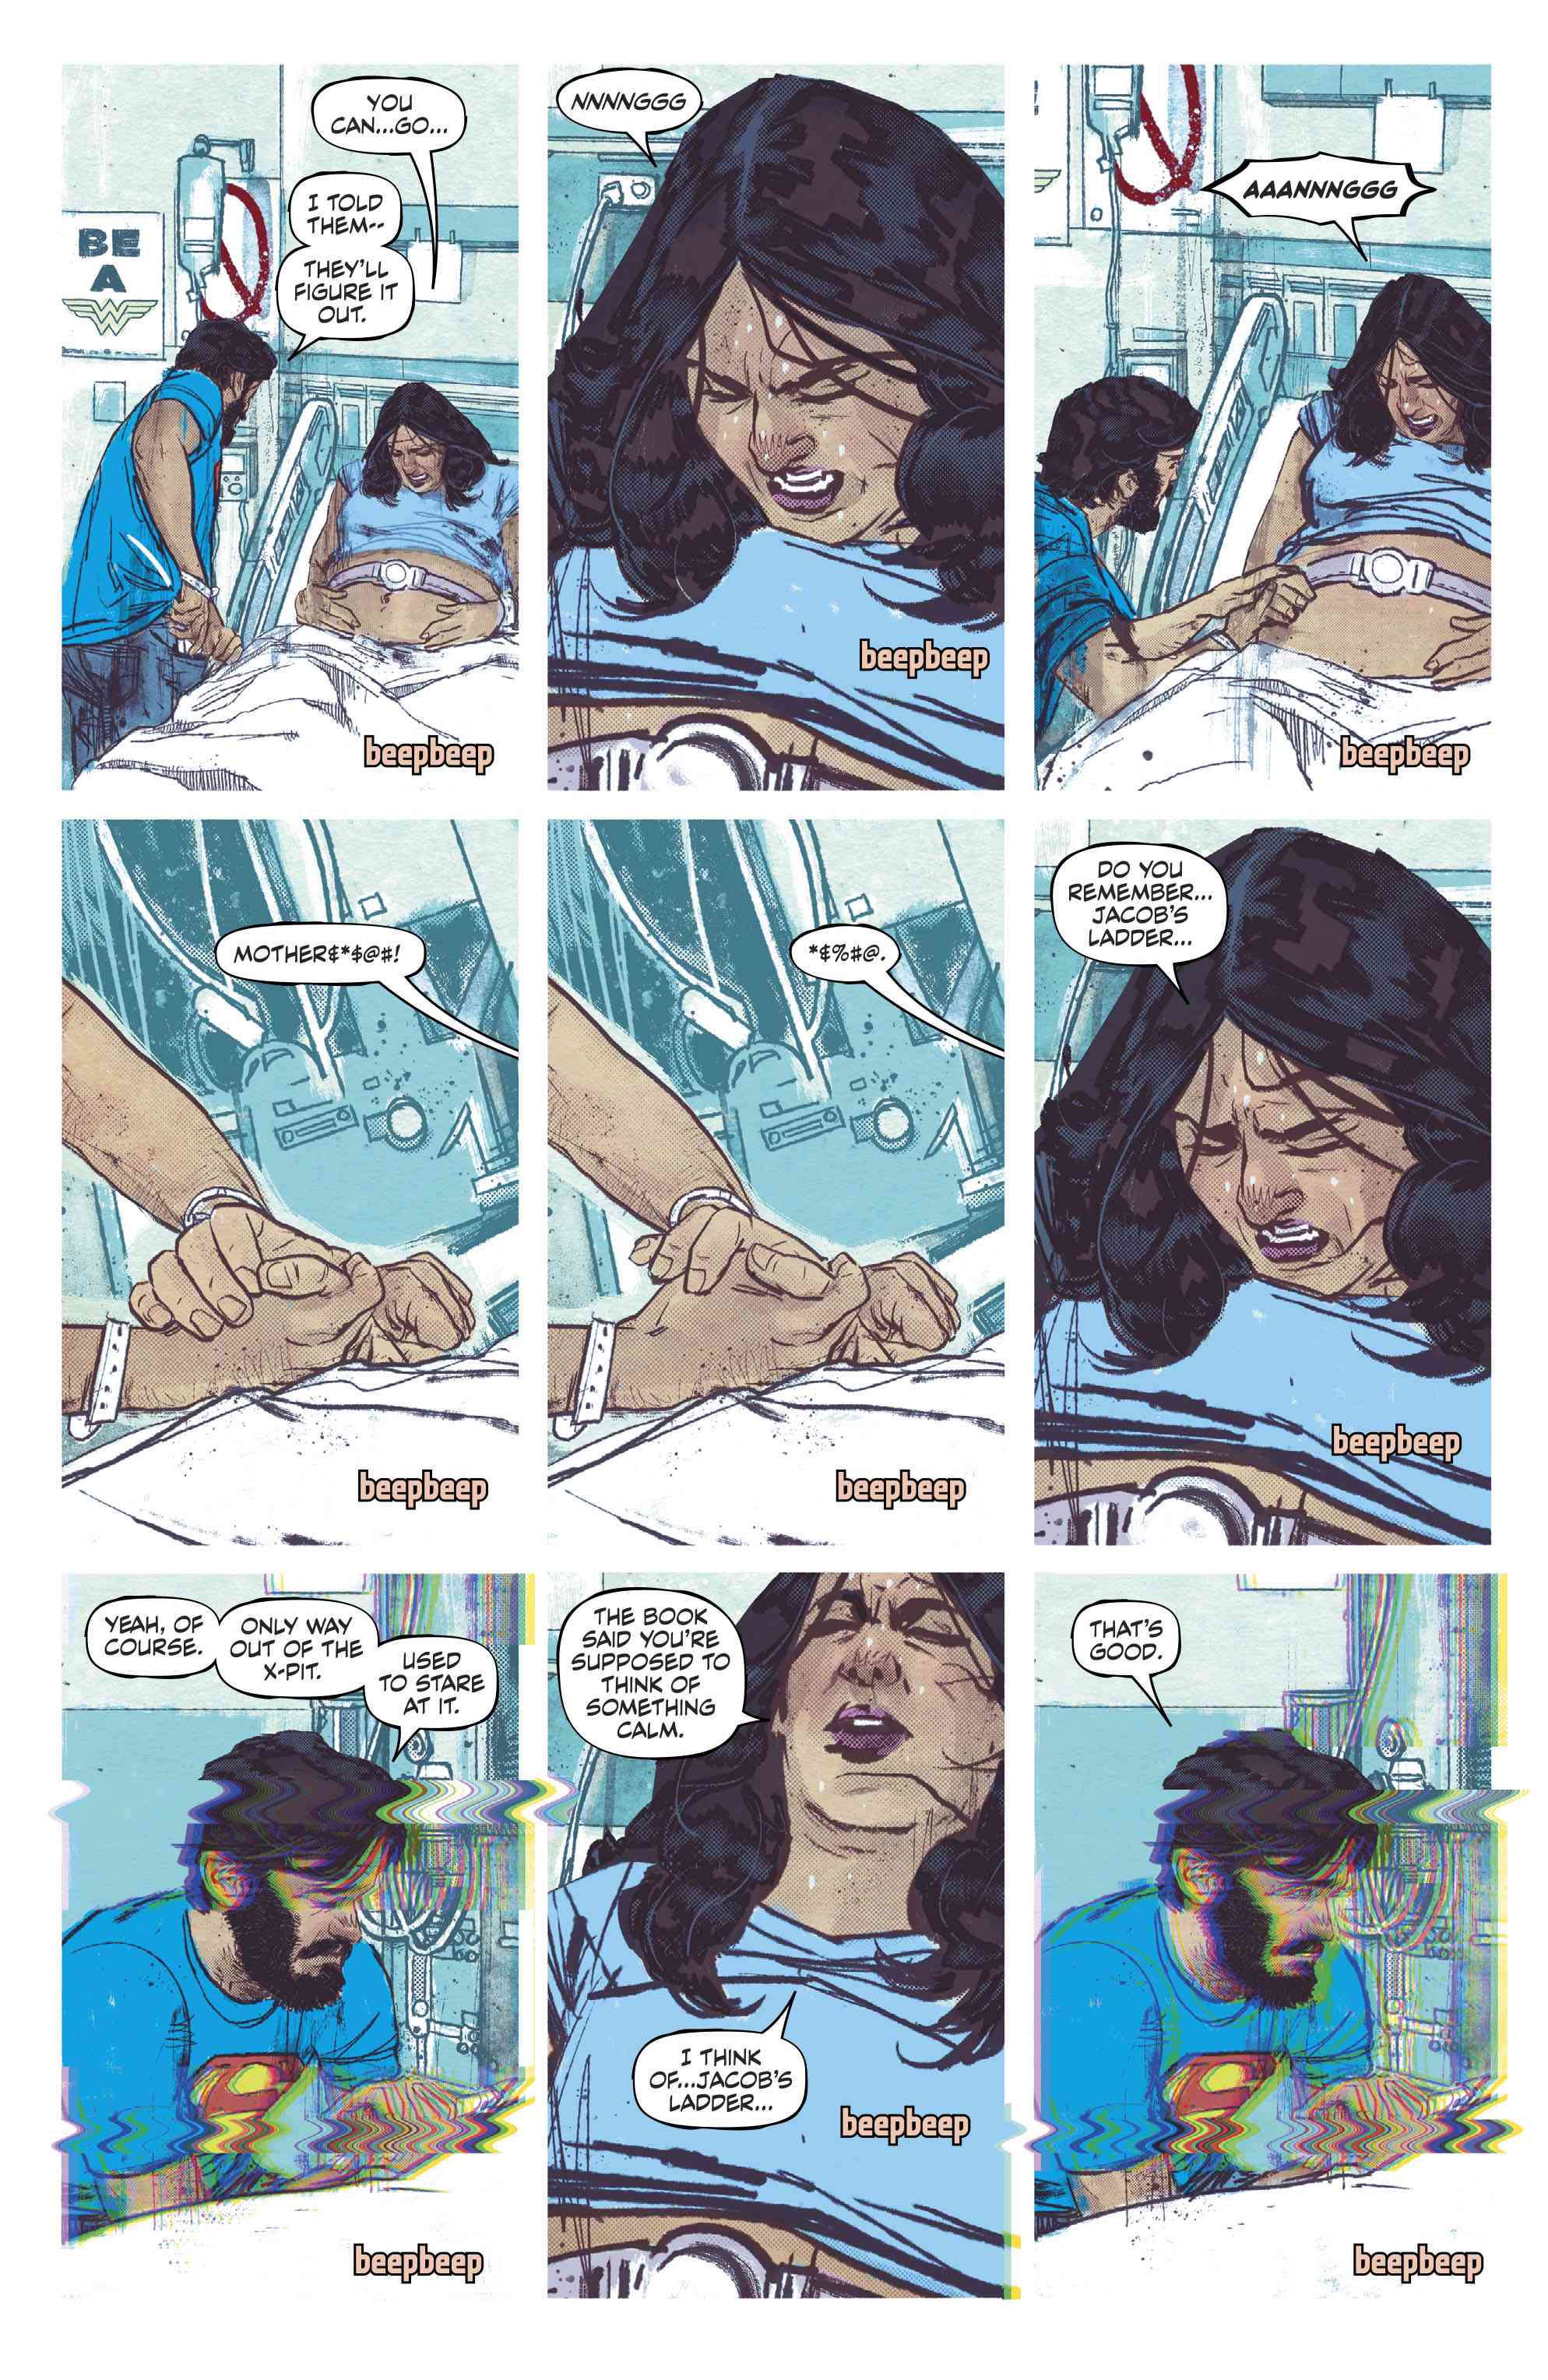 YOU
CAN...GO...
I TOLD
THEM--
THEY'LL
FIGURE IT
OUT.
BE
A
beepbeep
NNNNGGG
beepbeep
AAANNNGGG
beepbeep
MOTHER&*$@#!
beepbeep
*&%#@.
beepbeep
DO YOU
REMEMBER...
JACOB'S
LADDER...
beepbeep
YEAH, OF
COURSE.
ONLY WAY
OUT OF THE
X-PIT.
USED
TO STARE
AT IT.
beepbeep
THE BOOK
SAID YOU'RE
SUPPOSED TO
THINK OF
SOMETHING
CALM.
I THINK
OF...JACOB'S
LADDER...
beepbeep
THAT'S
GOOD.
beepbeep